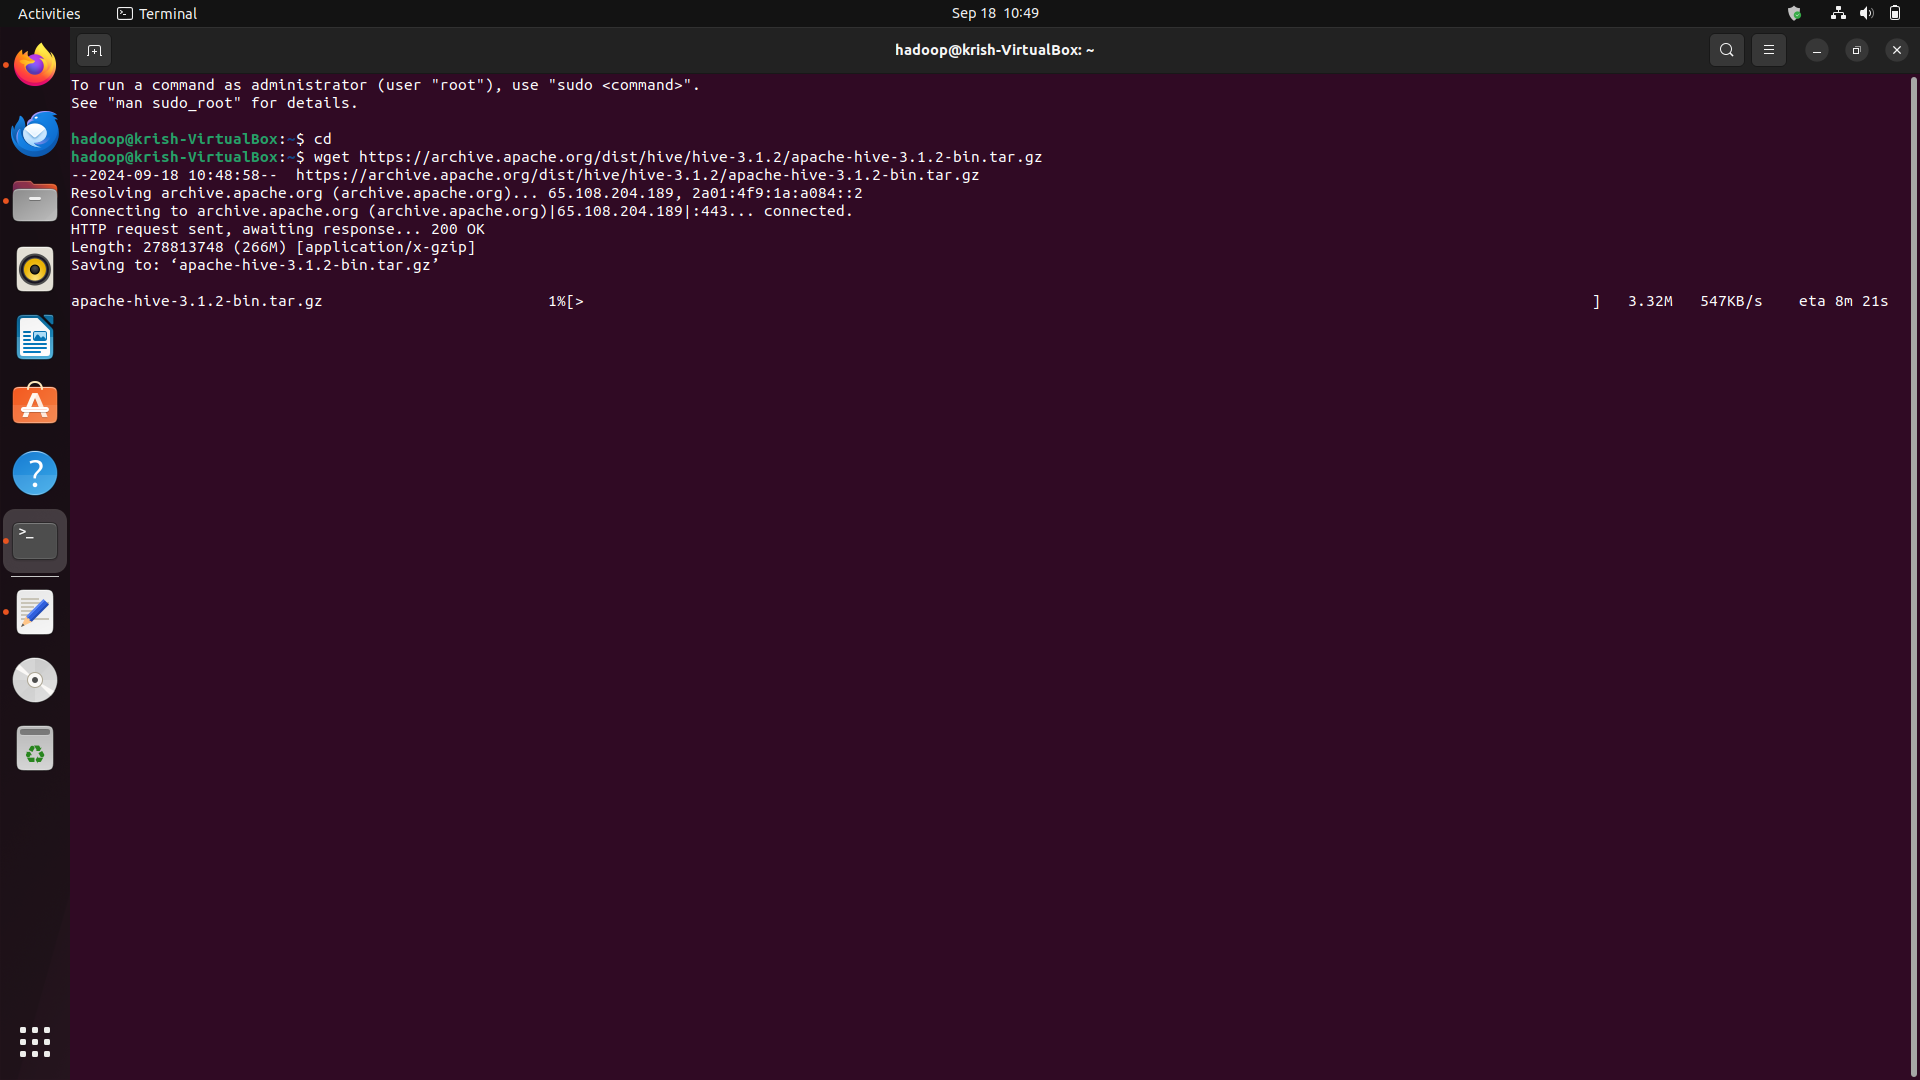 Activities Terminal Sep 18 10:49
hadoop@krish-VirtualBox: ~
To run a command as administrator (user "root"), use "sudo <command>".
See "man sudo_root" for details.
hadoop@krish-VirtualBox:~$ cd
hadoop@krish-VirtualBox:~$ wget https://archive.apache.org/dist/hive/hive-3.1.2/apache-hive-3.1.2-bin.tar.gz
--2024-09-18 10:48:58--  https://archive.apache.org/dist/hive/hive-3.1.2/apache-hive-3.1.2-bin.tar.gz
Resolving archive.apache.org (archive.apache.org)... 65.108.204.189, 2a01:4f9:1a:a084::2
Connecting to archive.apache.org (archive.apache.org)|65.108.204.189|:443... connected.
HTTP request sent, awaiting response... 200 OK
Length: 278813748 (266M) [application/x-gzip]
Saving to: ‘apache-hive-3.1.2-bin.tar.gz’
apache-hive-3.1.2-bin.tar.gz 1%[> ] 3.32M 547KB/s eta 8m 21s